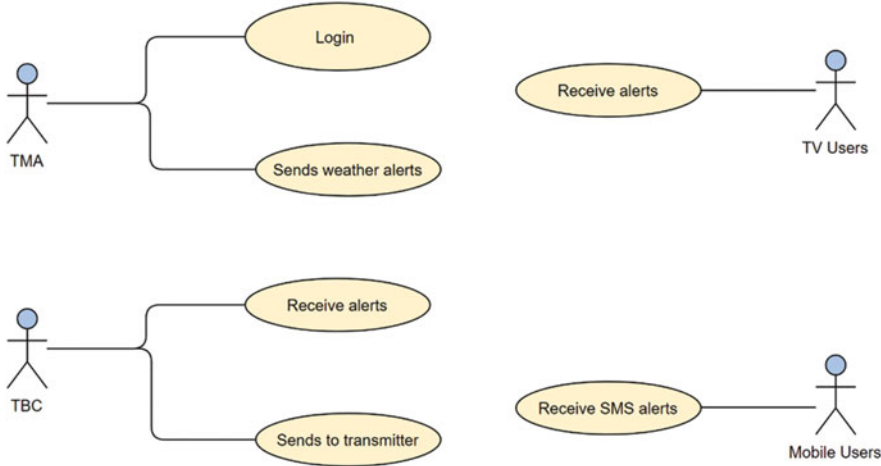 Login
Receive alerts
TV Users
TMA
Sends weather alerts
Receive alerts
TBC
Receive SMS alerts
Sends to transmitter
Mobile Users